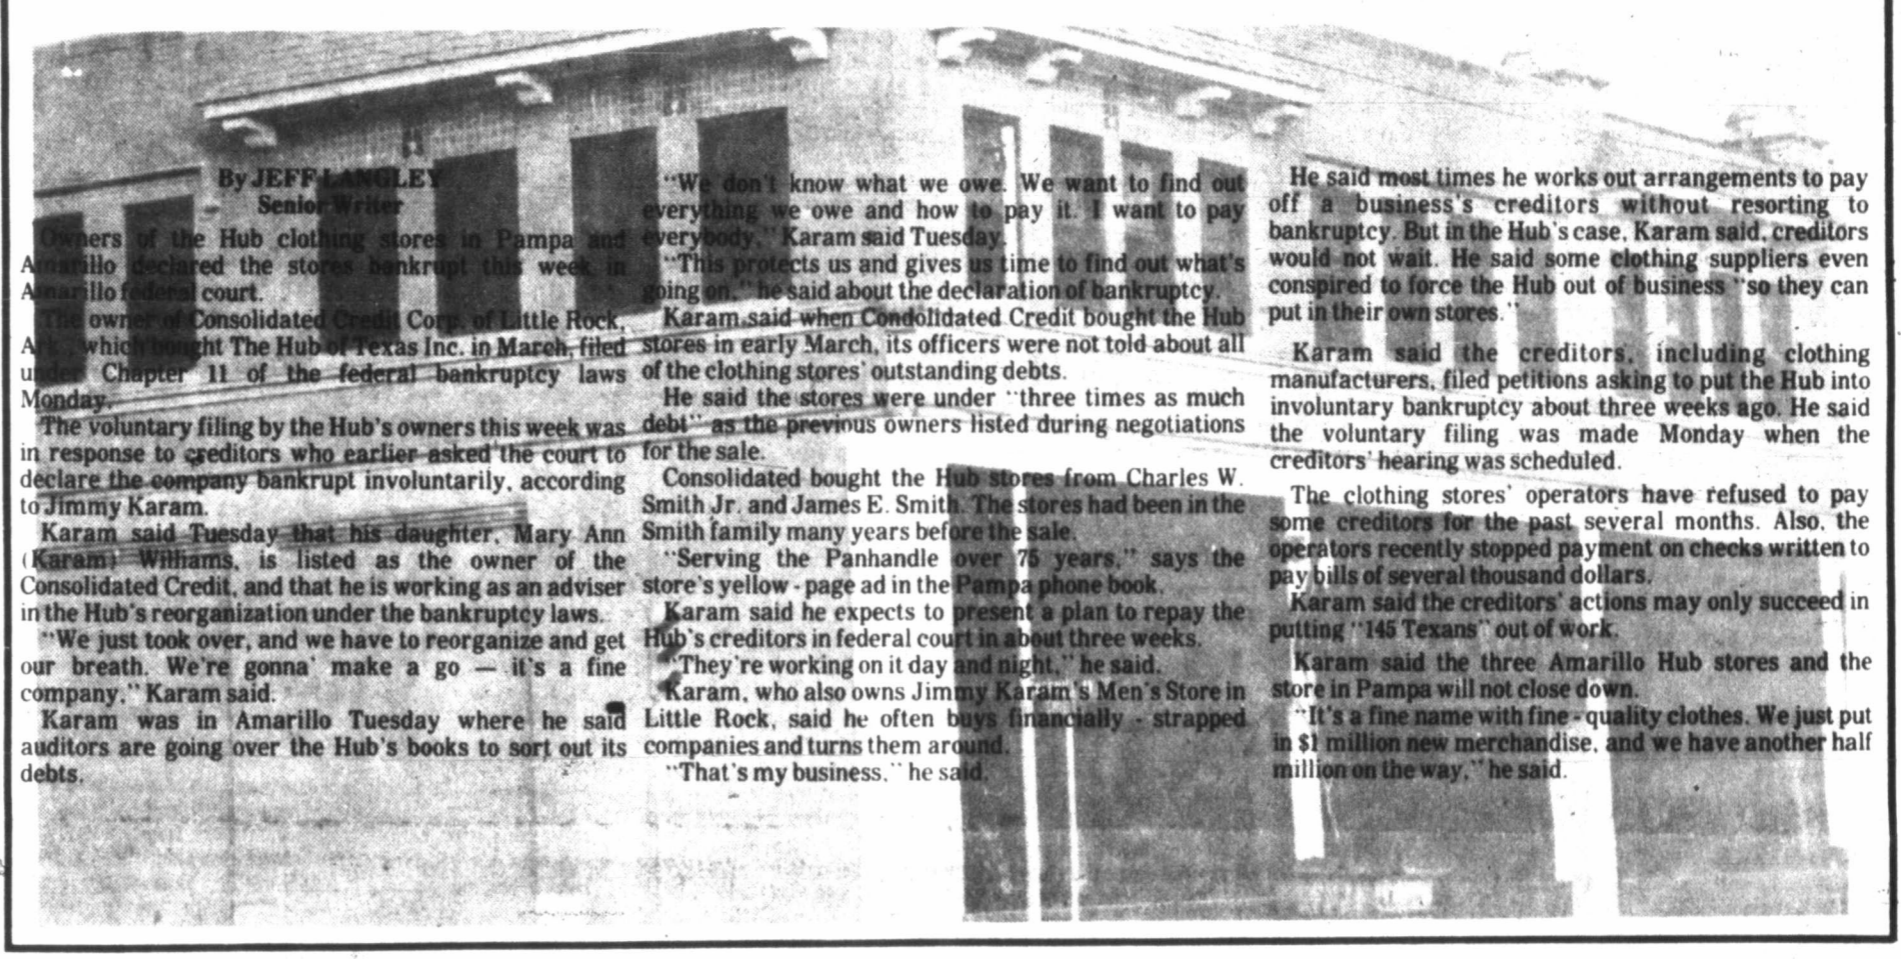 By JEFF LANGLEY
Senior Writer
Owners of the Hub clothing stores in Pampa and
Amarillo declared the stores bankrupt this week in
Amarillo federal court.
The owner of Consolidated Credit Corp. of Little Rock,
Ark., which bought The Hub of Texas Inc. in March, filed
under Chapter 11 of the federal bankruptcy laws
Monday.
The voluntary filing by the Hub's owners this week was
in response to creditors who earlier asked the court to
declare the company bankrupt involuntarily, according
to Jimmy Karam.
Karam said Tuesday that his daughter, Mary Ann
(Karam) Williams, is listed as the owner of the
Consolidated Credit, and that he is working as an adviser
in the Hub's reorganization under the bankruptcy laws.
"We just took over, and we have to reorganize and get
our breath. We're gonna' make a go — it's a fine
company," Karam said.
Karam was in Amarillo Tuesday where he said
auditors are going over the Hub's books to sort out its
debts.
"We don't know what we owe. We want to find out
everything we owe and how to pay it. I want to pay
everybody," Karam said Tuesday.
"This protects us and gives us time to find out what's
going on," he said about the declaration of bankruptcy.
Karam said when Condolidated Credit bought the Hub
stores in early March, its officers were not told about all
of the clothing stores' outstanding debts.
He said the stores were under "three times as much
debt" as the previous owners listed during negotiations
for the sale.
Consolidated bought the Hub stores from Charles W.
Smith Jr. and James E. Smith. The stores had been in the
Smith family many years before the sale.
"Serving the Panhandle over 75 years," says the
store's yellow - page ad in the Pampa phone book.
Karam said he expects to present a plan to repay the
Hub's creditors in federal court in about three weeks.
"They're working on it day and night," he said.
Karam, who also owns Jimmy Karam's Men's Store in
Little Rock, said he often buys financially - strapped
companies and turns them around.
"That's my business," he said.
He said most times he works out arrangements to pay
off a business's creditors without resorting to
bankruptcy. But in the Hub's case, Karam said, creditors
would not wait. He said some clothing suppliers even
conspired to force the Hub out of business "so they can
put in their own stores."
Karam said the creditors, including clothing
manufacturers, filed petitions asking to put the Hub into
involuntary bankruptcy about three weeks ago. He said
the voluntary filing was made Monday when the
creditors' hearing was scheduled.
The clothing stores' operators have refused to pay
some creditors for the past several months. Also, the
operators recently stopped payment on checks written to
pay bills of several thousand dollars.
Karam said the creditors' actions may only succeed in
putting "145 Texans" out of work.
Karam said the three Amarillo Hub stores and the
store in Pampa will not close down.
"It's a fine name with fine - quality clothes. We just put
in $1 million new merchandise, and we have another half
million on the way," he said.